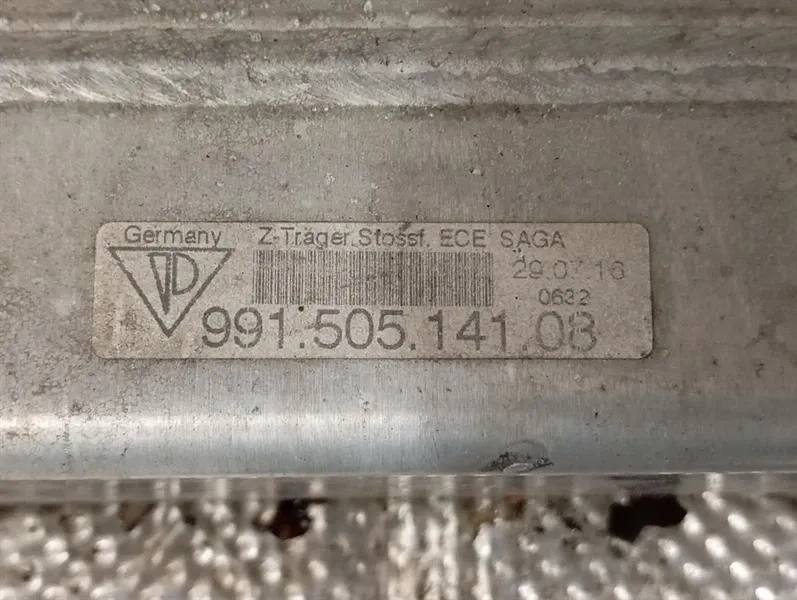 Germany Z-Träger.Stossf. ECE SAGA
29.07.16
0632
991.505.141.08